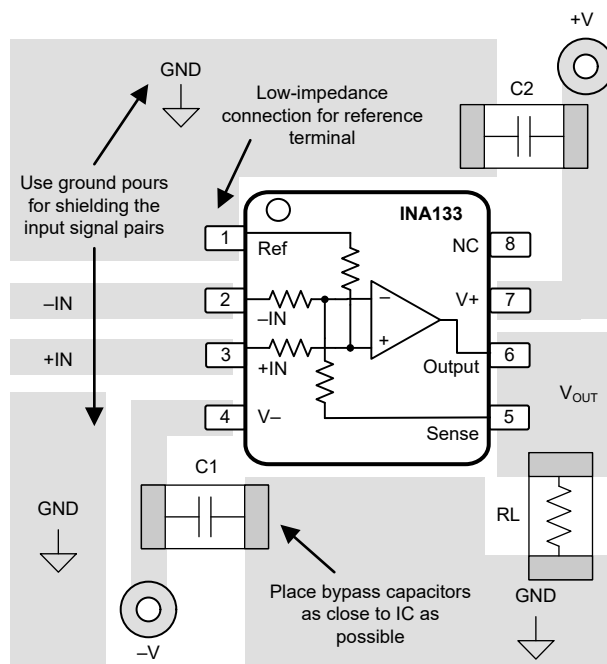 +V
GND
C2
Low-impedance
connection for reference
terminal
Use ground pours
for shielding the
input signal pairs
INA133
1
Ref
NC
8
–IN
2
–IN
V+
7
+IN
3
+IN
–
+
Output
6
4
V–
Sense
5
VOUT
C1
GND
RL
Place bypass capacitors
as close to IC as
possible
GND
–V